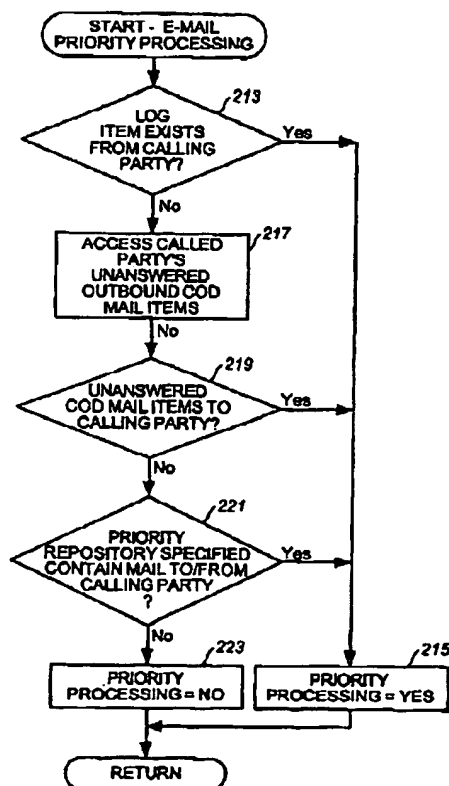 START - E-MAIL
PRIORITY PROCESSING
213
LOG
ITEM EXISTS
FROM CALLING
PARTY?
Yes
No
217
ACCESS CALLED
PARTY'S
UNANSWERED
OUTBOUND COD
MAIL ITEMS
No
219
UNANSWERED
COD MAIL ITEMS TO
CALLING PARTY?
Yes
No
221
PRIORITY
REPOSITORY SPECIFIED
CONTAIN MAIL TO/FROM
CALLING PARTY
?
Yes
No
223
PRIORITY
PROCESSING = NO
215
PRIORITY
PROCESSING = YES
RETURN